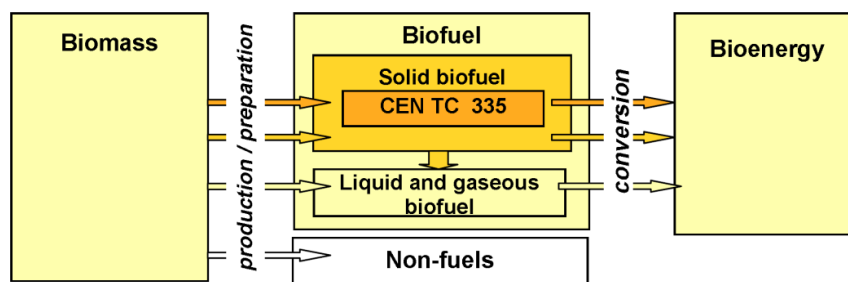 Biomass
production / preparation
Biofuel
Solid biofuel
CEN TC 335
Liquid and gaseous
biofuel
Non-fuels
conversion
Bioenergy